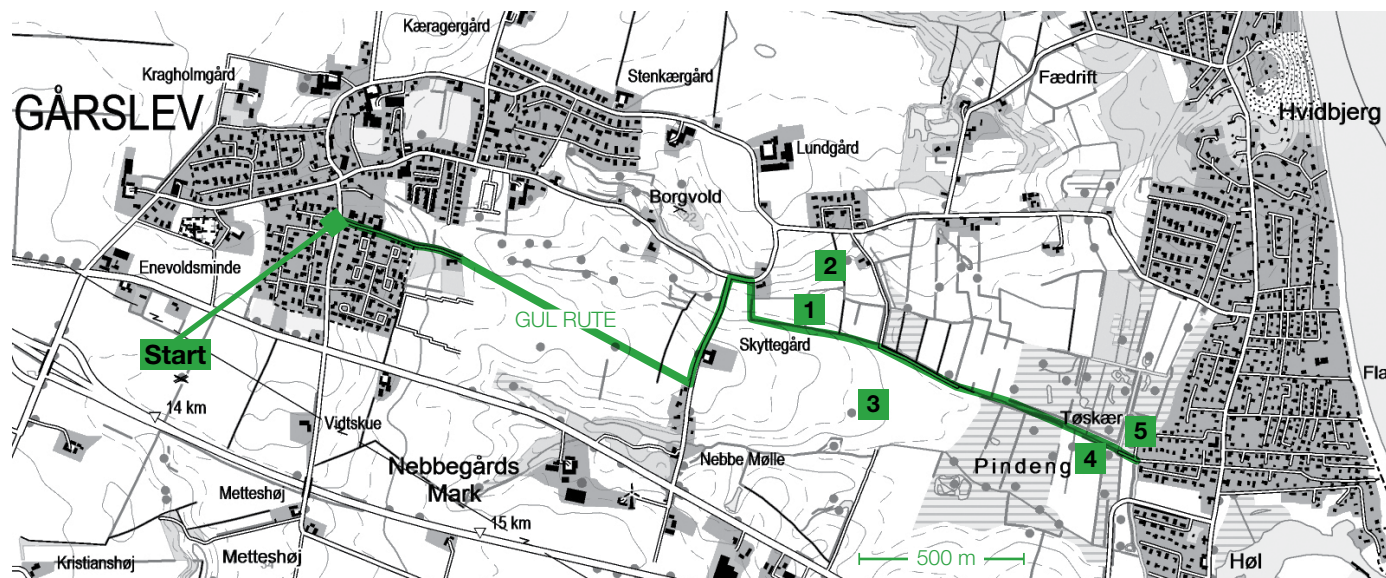 Kæragergård
Kragholmgård
Stenkærgård
Fædrift
GÅRSLEV
Hvidbjerg
Lundgård
Borgvold
Enevoldsminde
2
1
GUL RUTE
Skyttegård
Start
Fla
14 km
3
Vidtskue
Tøskær
5
Nebbegårds
Mark
Nebbe Mølle
Pindeng
4
Metteshøj
15 km
500 m
Kristianshøj
Metteshøj
Høl